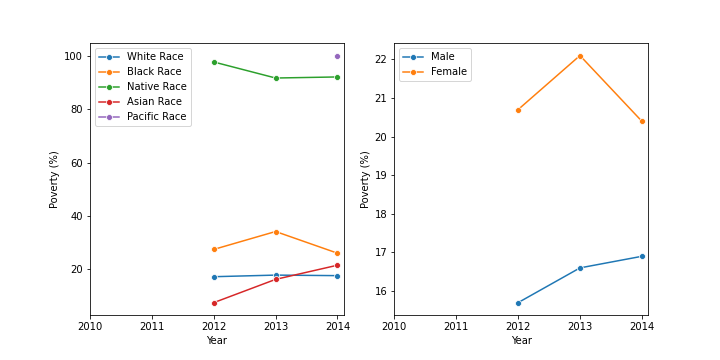 White Race
Black Race
Native Race
Asian Race
Pacific Race
100
80
60
40
20
Poverty (%)
2010 2011 2012 2013 2014
Year
Male
Female
22
21
20
19
18
17
16
Poverty (%)
2010 2011 2012 2013 2014
Year